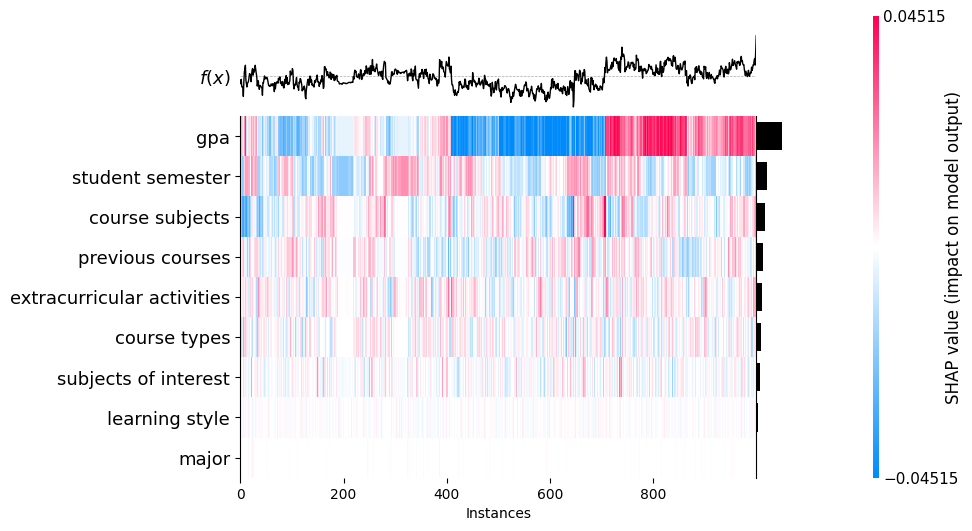 0.04515
f(x)
gpa
student semester
course subjects
previous courses
extracurricular activities
course types
subjects of interest
learning style
major
0 200 400 600 800
Instances
−0.04515
SHAP value (impact on model output)